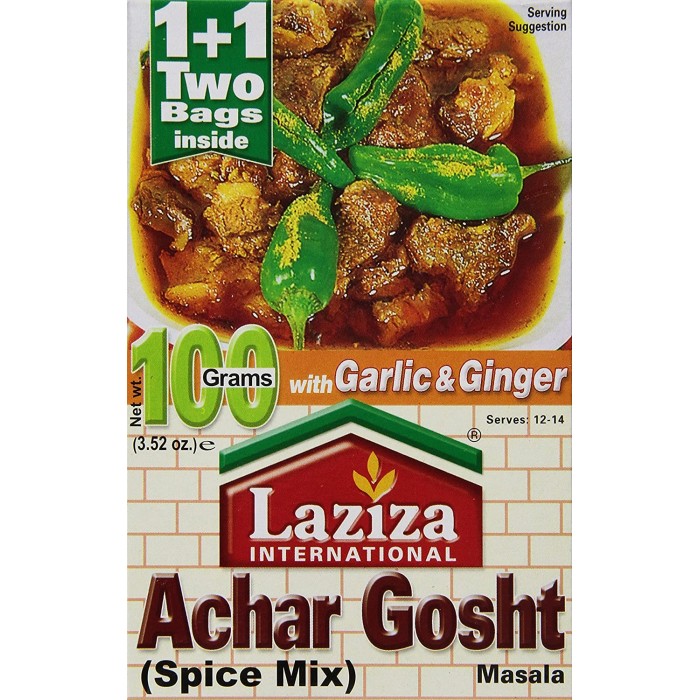 1+1
Two
Bags
inside
Serving
Suggestion
Net wt.
100
Grams
(3.52 oz.) e
with Garlic & Ginger
Serves: 12-14
®
Laziza
INTERNATIONAL
Achar Gosht
(Spice Mix)
Masala